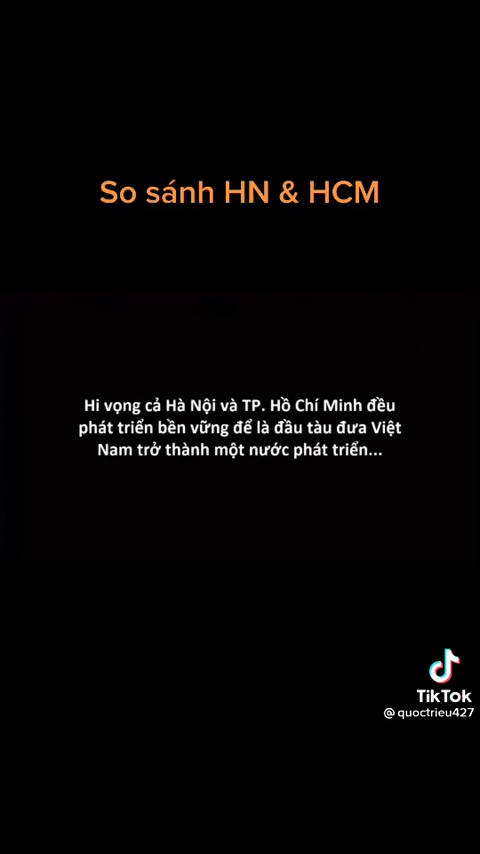 So sánh HN & HCM
Hi vọng cả Hà Nội và TP. Hồ Chí Minh đều
phát triển bền vững để là đầu tàu đưa Việt
Nam trở thành một nước phát triển...
TikTok
@quoctrieu427